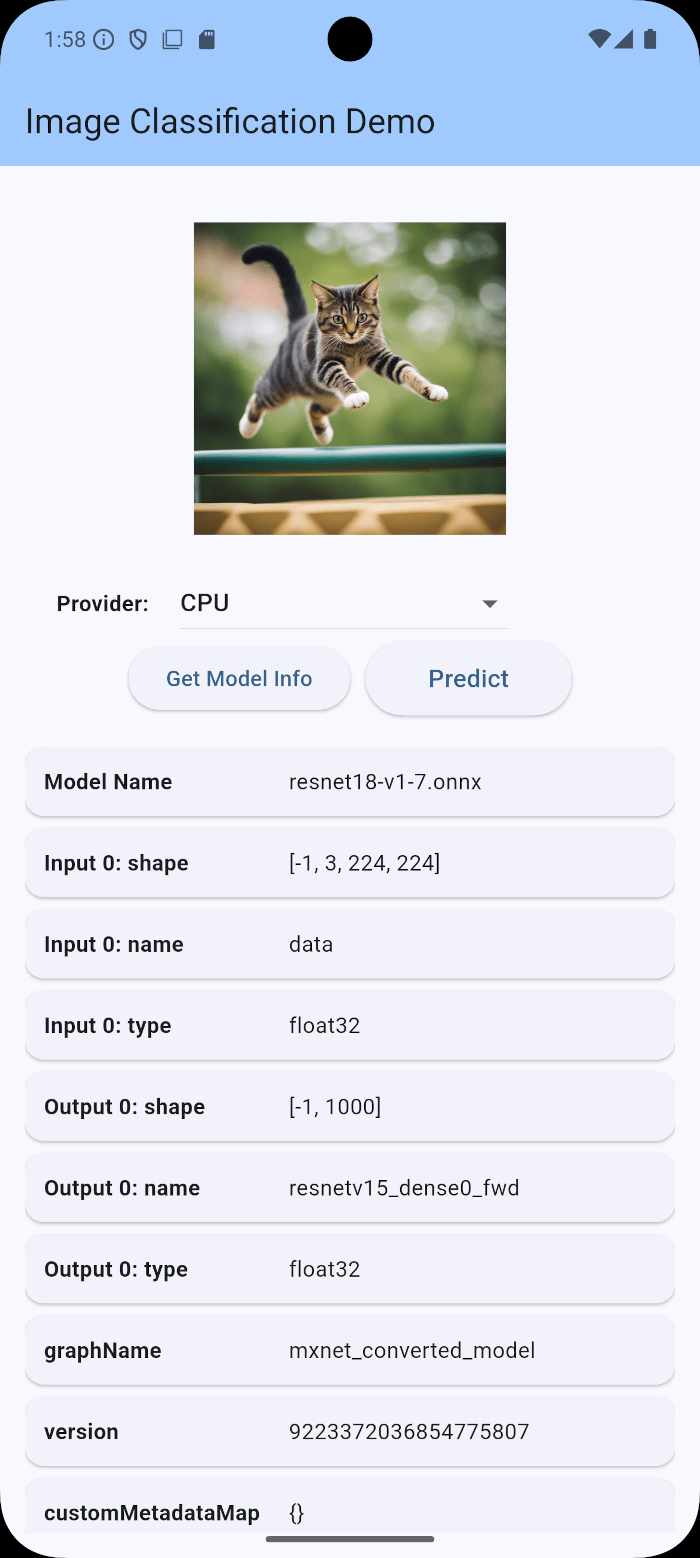 1:58
Image Classification Demo
Provider: CPU
Get Model Info Predict
Model Name resnet18-v1-7.onnx
Input 0: shape [-1, 3, 224, 224]
Input 0: name data
Input 0: type float32
Output 0: shape [-1, 1000]
Output 0: name resnetv15_dense0_fwd
Output 0: type float32
graphName mxnet_converted_model
version 9223372036854775807
customMetadataMap {}